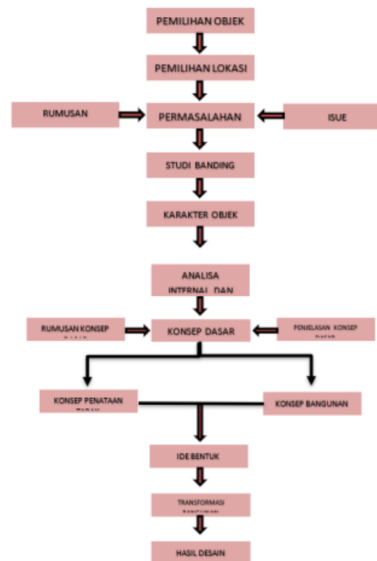 PEMILIHAN OBJEK
PEMILIHAN LOKASI
RUMUSAN
PERMASALAHAN
ISUE
STUDI BANDING
KARAKTER OBJEK
ANALISA
INTERNAL DAN
RUMUSAN KONSEP
KONSEP DASAR
PENJELASAN KONSEP
KONSEP PENATAAN
KONSEP BANGUNAN
IDE BENTUK
TRANSFORMASI
HASIL DESAIN